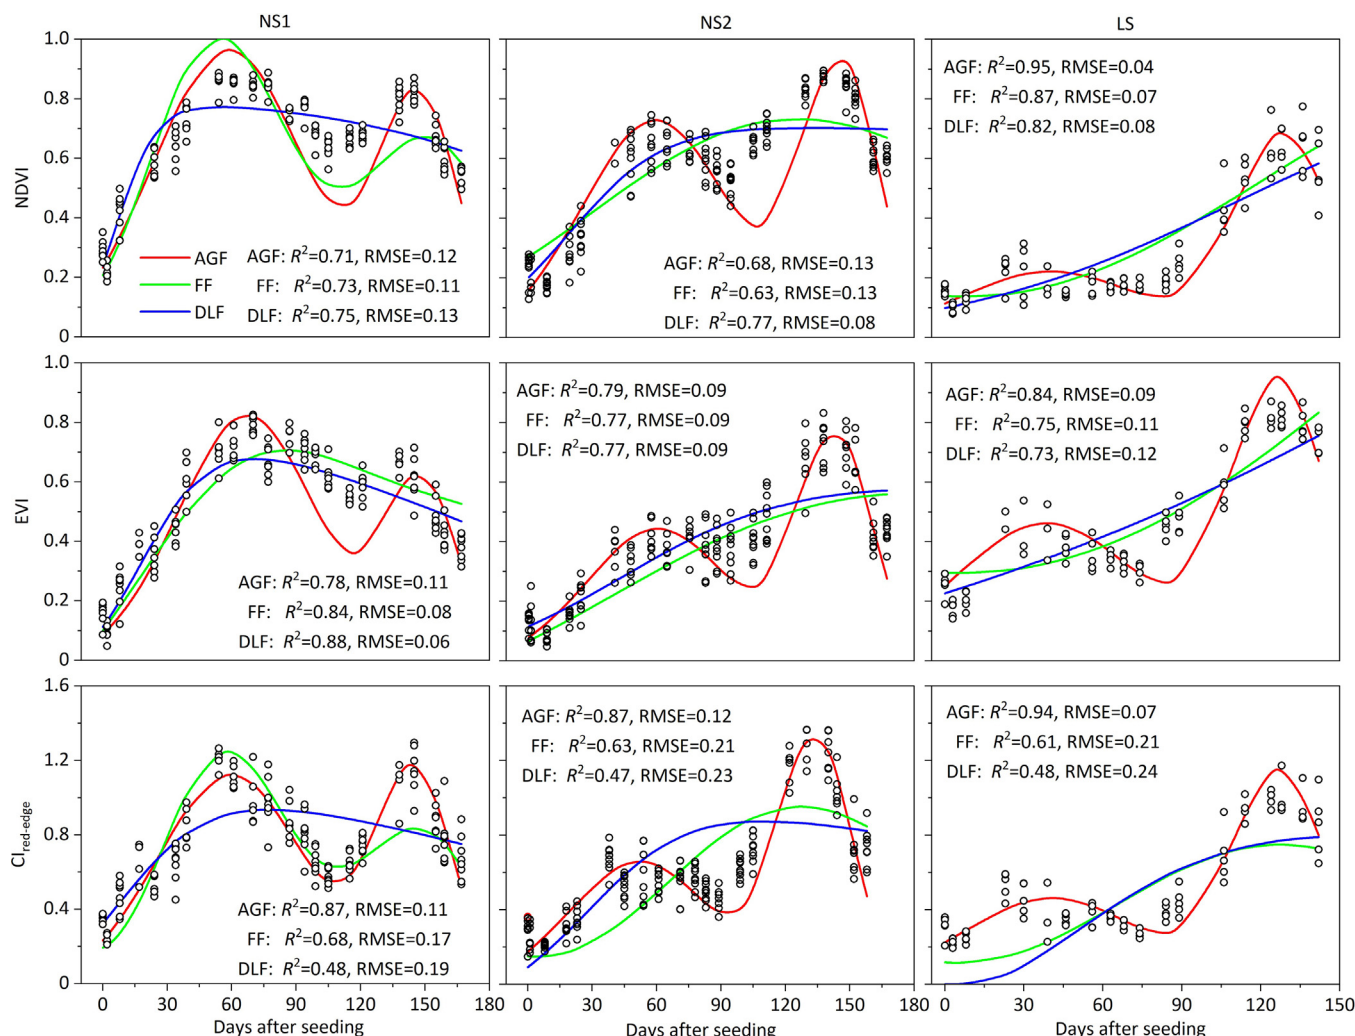 NS1
NS2
LS
NDVI
1.0
0.8
0.6
0.4
0.2
0
AGF
FF
DLF
AGF: R²=0.71, RMSE=0.12
FF: R²=0.73, RMSE=0.11
DLF: R²=0.75, RMSE=0.13
AGF: R²=0.68, RMSE=0.13
FF: R²=0.63, RMSE=0.13
DLF: R²=0.77, RMSE=0.08
AGF: R²=0.95, RMSE=0.04
FF: R²=0.87, RMSE=0.07
DLF: R²=0.82, RMSE=0.08
EVI
1.0
0.8
0.6
0.4
0.2
0
AGF: R²=0.78, RMSE=0.11
FF: R²=0.84, RMSE=0.08
DLF: R²=0.88, RMSE=0.06
AGF: R²=0.79, RMSE=0.09
FF: R²=0.77, RMSE=0.09
DLF: R²=0.77, RMSE=0.09
AGF: R²=0.84, RMSE=0.09
FF: R²=0.75, RMSE=0.11
DLF: R²=0.73, RMSE=0.12
CIred-edge
1.6
1.2
0.8
0.4
0
AGF: R²=0.87, RMSE=0.11
FF: R²=0.68, RMSE=0.17
DLF: R²=0.48, RMSE=0.19
AGF: R²=0.87, RMSE=0.12
FF: R²=0.63, RMSE=0.21
DLF: R²=0.47, RMSE=0.23
AGF: R²=0.94, RMSE=0.07
FF: R²=0.61, RMSE=0.21
DLF: R²=0.48, RMSE=0.24
0 30 60 90 120 150 180
0 30 60 90 120 150 180
0 30 60 90 120 150
Days after seeding
Days after seeding
Days after seeding